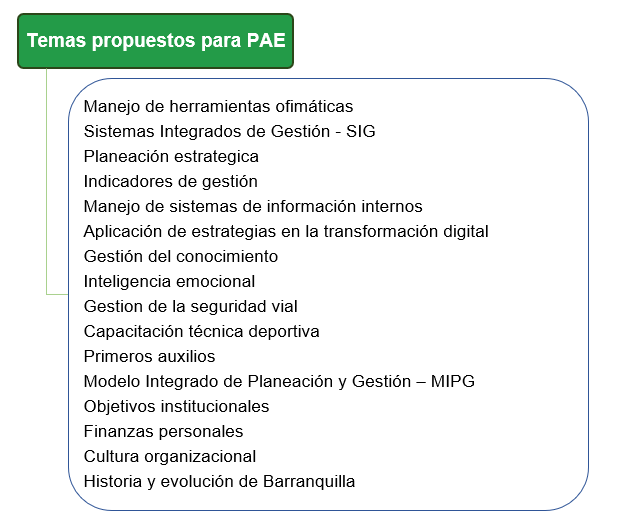 Temas propuestos para PAE
Manejo de herramientas ofimáticas
Sistemas Integrados de Gestión - SIG
Planeación estrategica
Indicadores de gestión
Manejo de sistemas de información internos
Aplicación de estrategias en la transformación digital
Gestión del conocimiento
Inteligencia emocional
Gestion de la seguridad vial
Capacitación técnica deportiva
Primeros auxilios
Modelo Integrado de Planeación y Gestión – MIPG
Objetivos institucionales
Finanzas personales
Cultura organizacional
Historia y evolución de Barranquilla